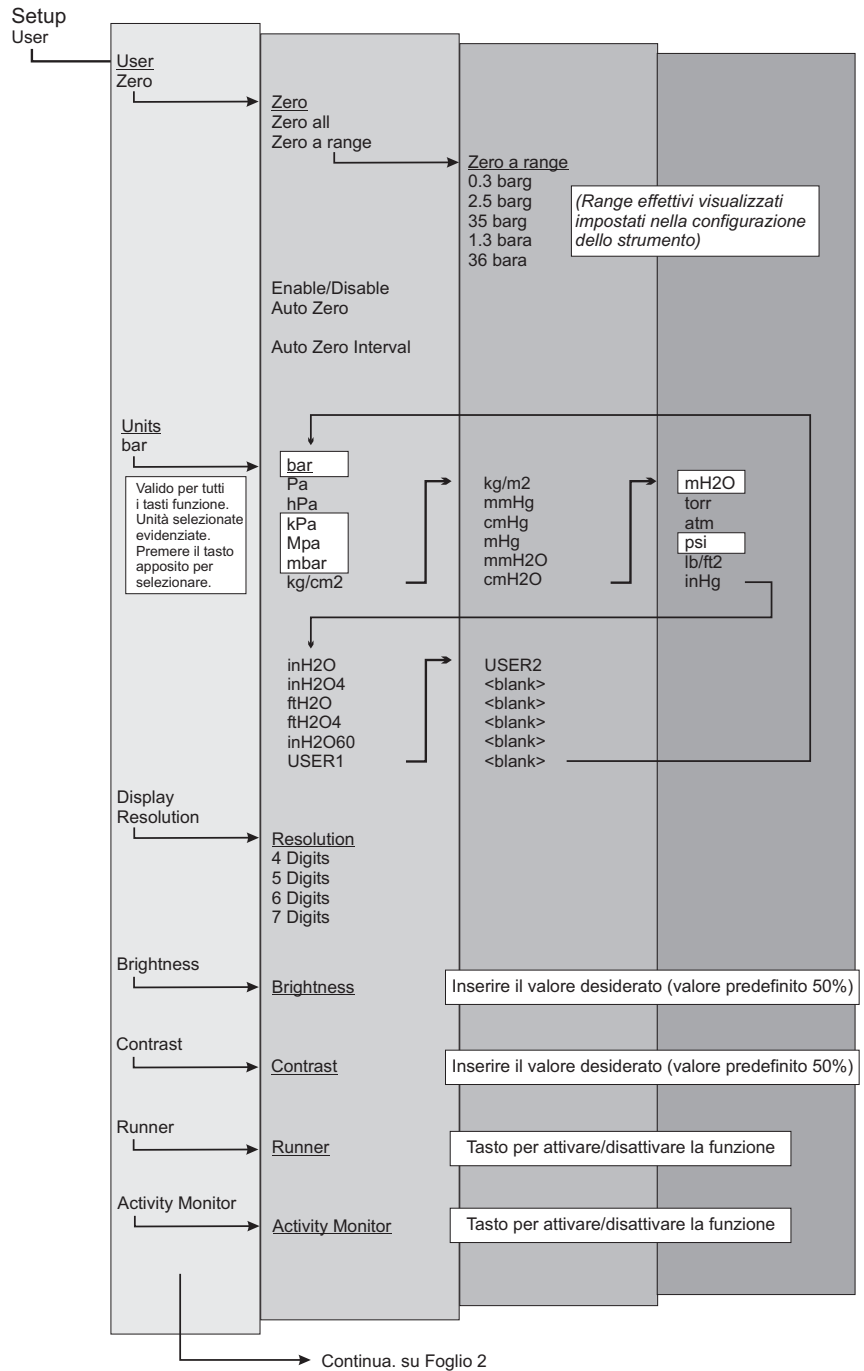 Setup
User
User
Zero
Zero
Zero all
Zero a range
Zero a range
0.3 barg
2.5 barg
35 barg
1.3 bara
36 bara
(Range effettivi visualizzati
impostati nella configurazione
dello strumento)
Enable/Disable
Auto Zero
Auto Zero Interval
Units
bar
Valido per tutti
i tasti funzione.
Unità selezionate
evidenziate.
Premere il tasto
apposito per
selezionare.
bar
Pa
hPa
kPa
Mpa
mbar
kg/cm2
kg/m2
mmHg
cmHg
mHg
mmH2O
cmH2O
mH2O
torr
atm
psi
lb/ft2
inHg
inH2O
inH2O4
ftH2O
ftH2O4
inH2O60
USER1
USER2
<blank>
<blank>
<blank>
<blank>
<blank>
Display
Resolution
Resolution
4 Digits
5 Digits
6 Digits
7 Digits
Brightness
Brightness
Inserire il valore desiderato (valore predefinito 50%)
Contrast
Contrast
Inserire il valore desiderato (valore predefinito 50%)
Runner
Runner
Tasto per attivare/disattivare la funzione
Activity Monitor
Activity Monitor
Tasto per attivare/disattivare la funzione
Continua. su Foglio 2